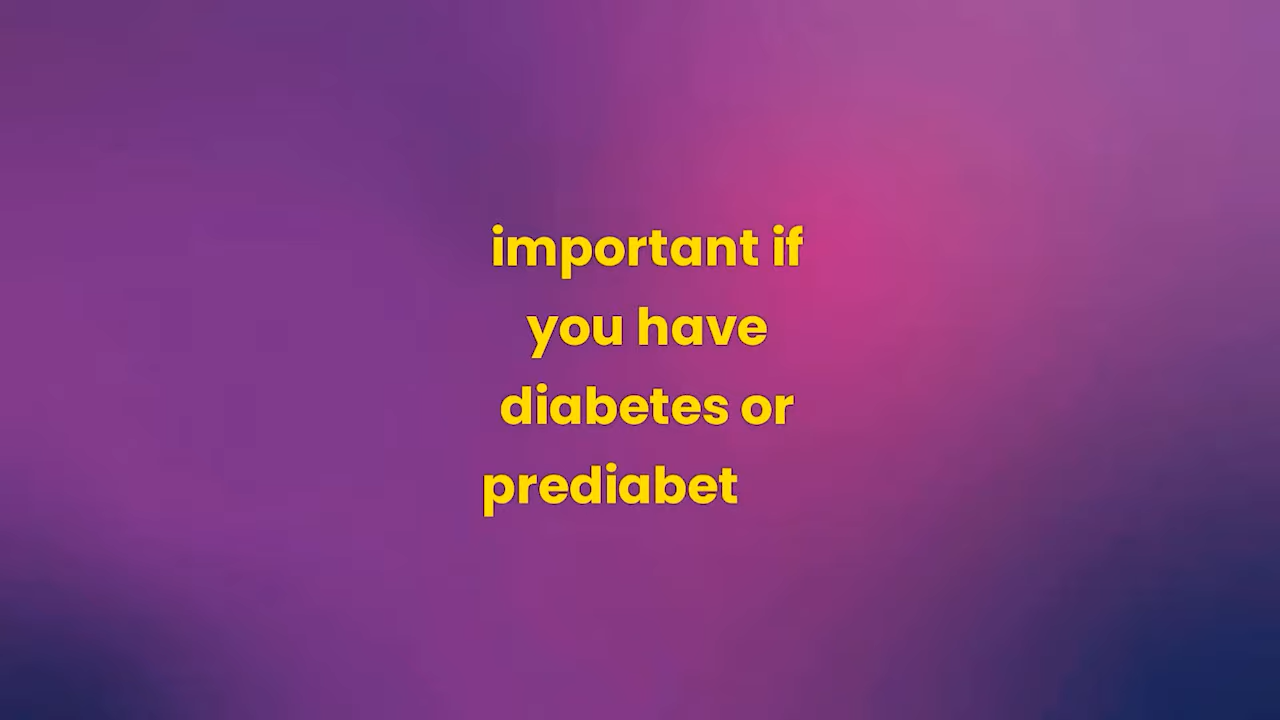 important if
you have
diabetes or
prediabet